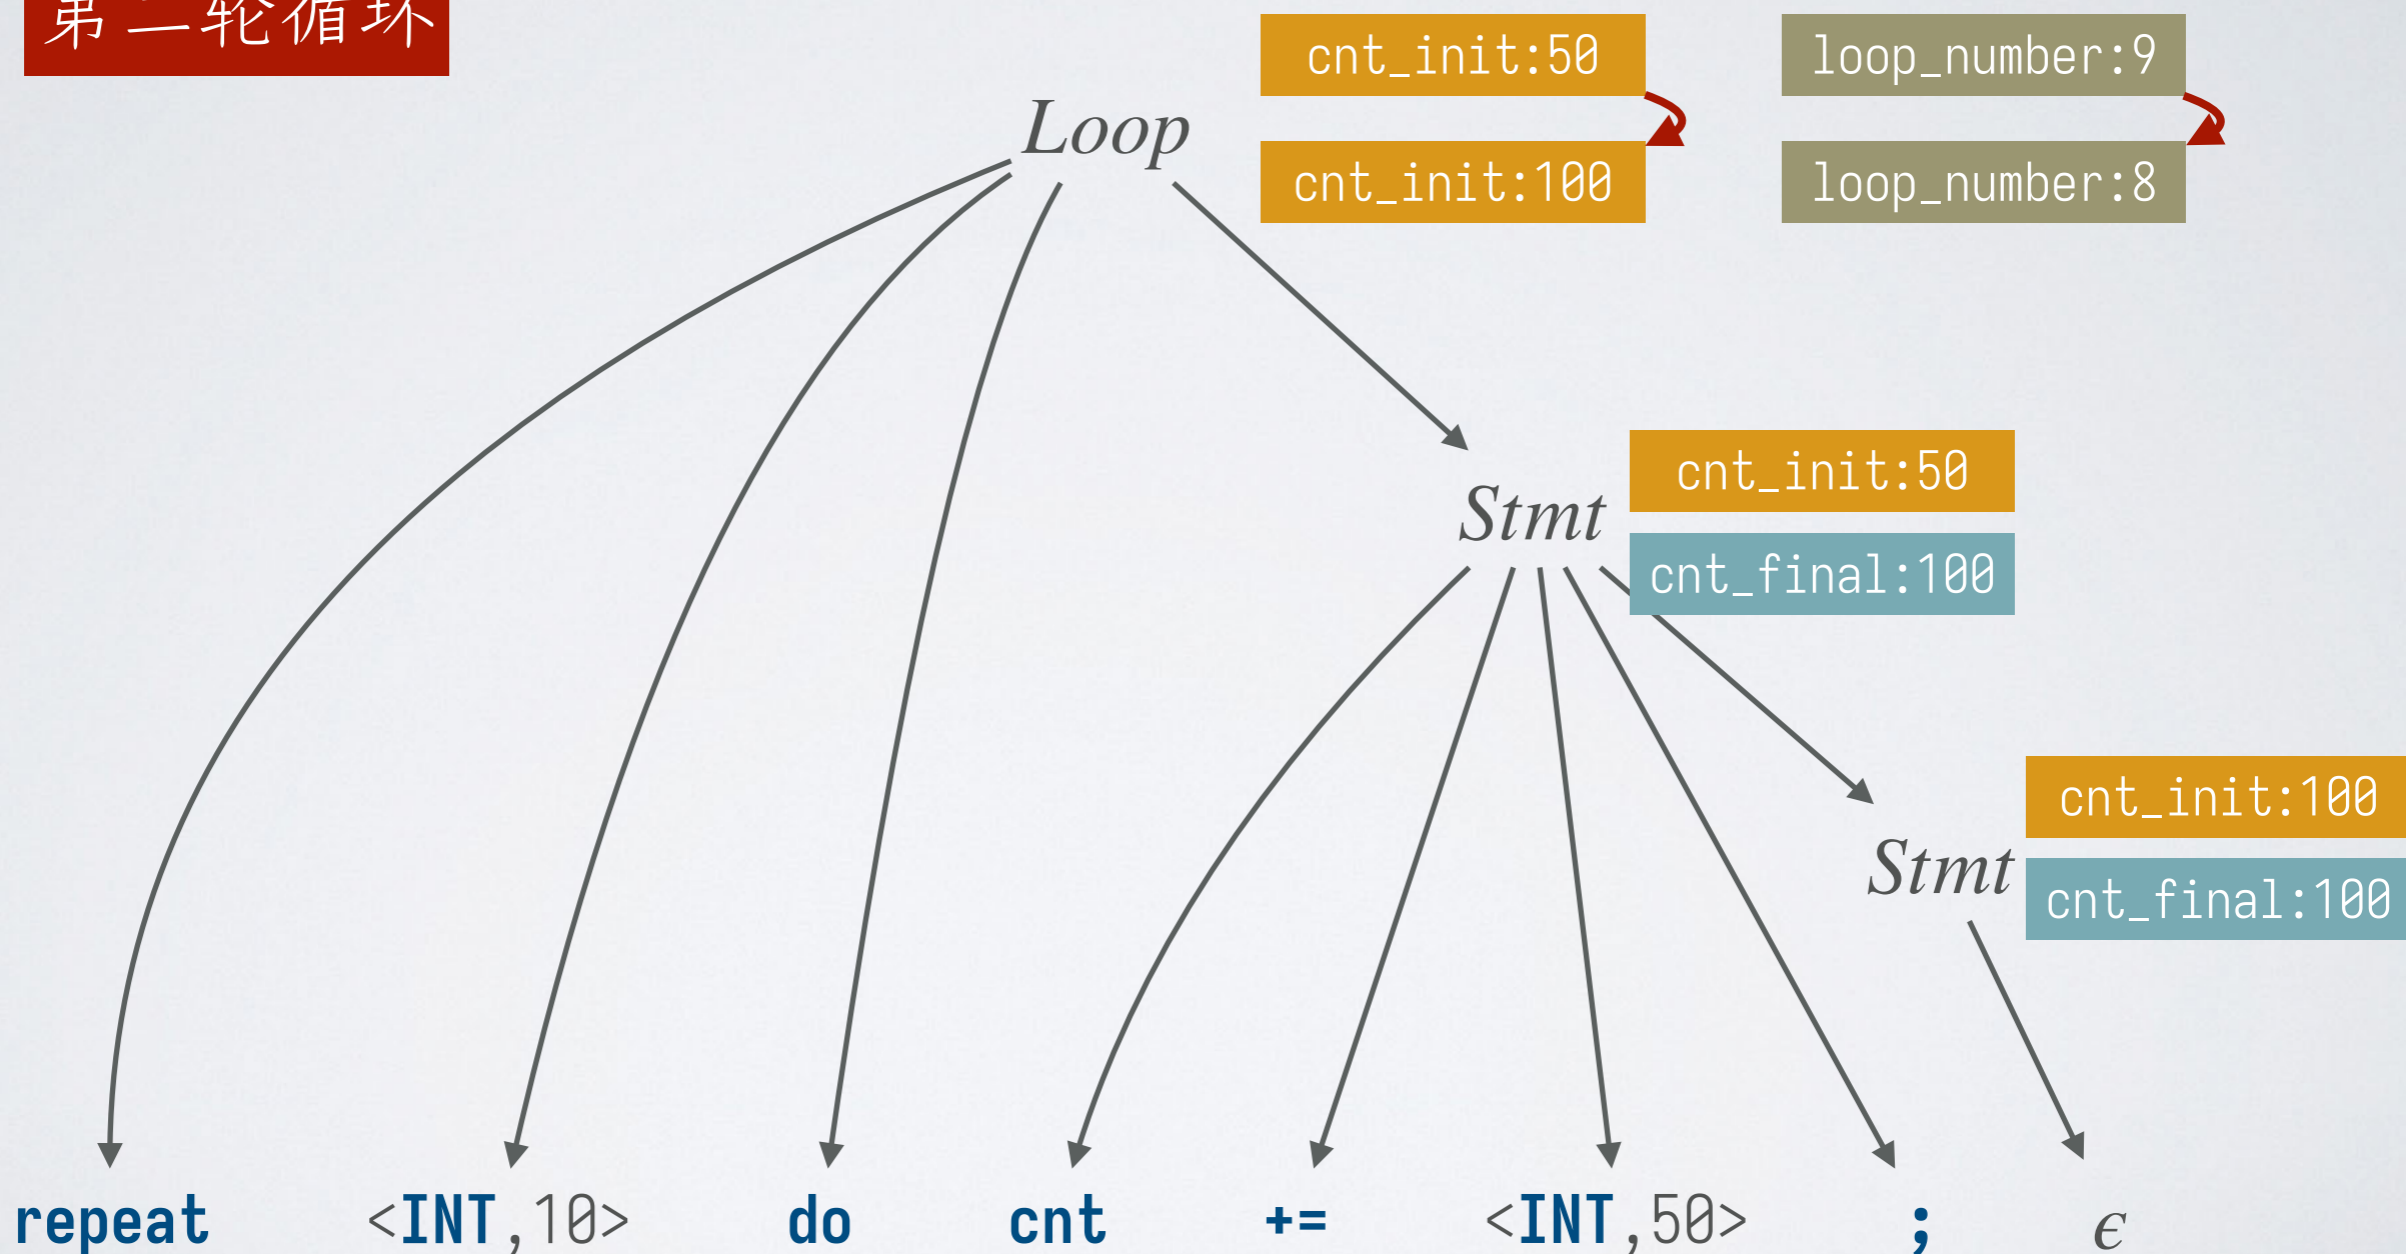 第二轮循环
cnt_init:50
loop_number:9
Loop
cnt_init:100
loop_number:8
cnt_init:50
Stmt
cnt_final:100
cnt_init:100
Stmt
cnt_final:100
repeat <INT,10> do cnt += <INT,50> ; ϵ